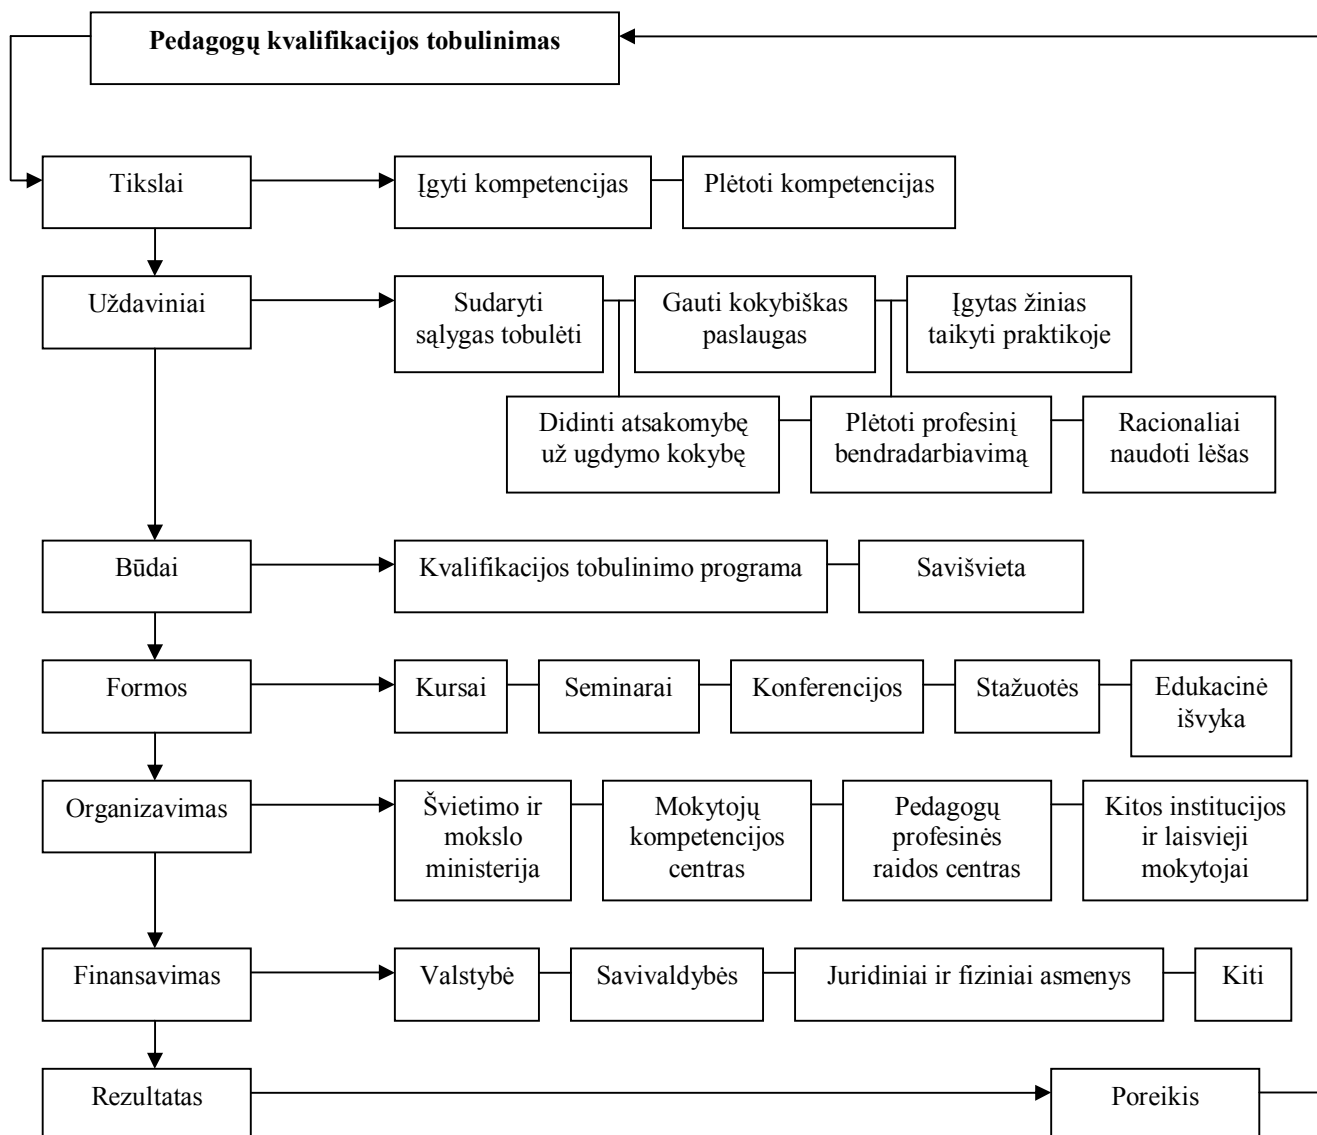 Pedagogų kvalifikacijos tobulinimas
Tikslai
Įgyti kompetencijas
Plėtoti kompetencijas
Uždaviniai
Sudaryti
sąlygas tobulėti
Gauti kokybiškas
paslaugas
Įgytas žinias
taikyti praktikoje
Didinti atsakomybę
už ugdymo kokybę
Plėtoti profesinį
bendradarbiavimą
Racionaliai
naudoti lėšas
Būdai
Kvalifikacijos tobulinimo programa
Savišvieta
Formos
Kursai
Seminarai
Konferencijos
Stažuotės
Edukacinė
išvyka
Organizavimas
Švietimo ir
mokslo
ministerija
Mokytojų
kompetencijos
centras
Pedagogų
profesinės
raidos centras
Kitos institucijos
ir laisvieji
mokytojai
Finansavimas
Valstybė
Savivaldybės
Juridiniai ir fiziniai asmenys
Kiti
Rezultatas
Poreikis